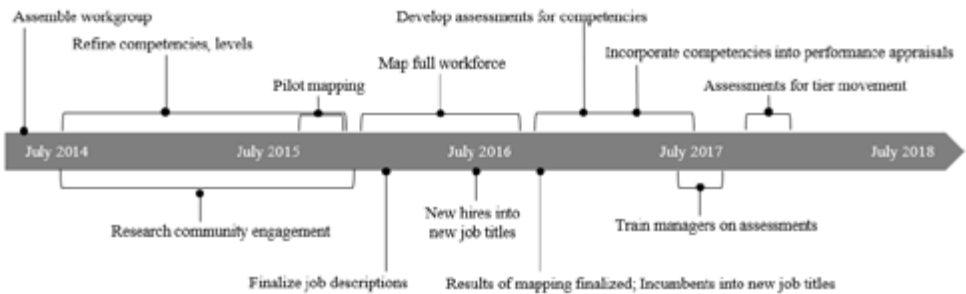 Assemble workgroup
Develop assessments for competencies
Refine competencies, levels
Incorporate competencies into performance appraisals
Map full workforce
Pilot mapping
Assessments for tier movement
July 2014
July 2015
July 2016
July 2017
July 2018
New hires into
new job titles
Train managers on assessments
Research community engagement
Finalize job descriptions
Results of mapping finalized; Incumbents into new job titles